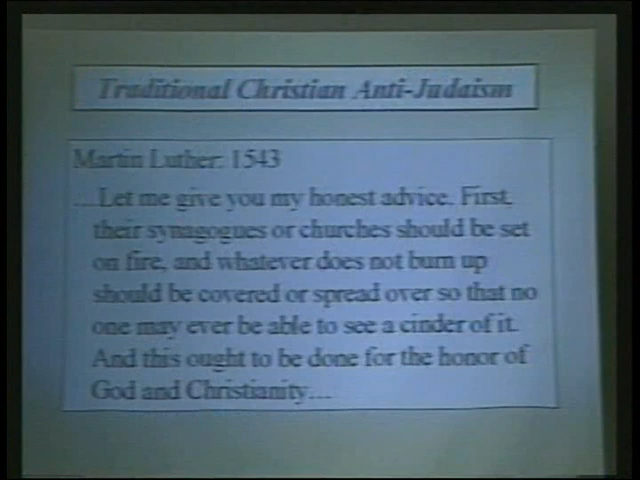 Traditional Christian Anti-Judaism
Martin Luther: 1543
....Let me give you my honest advice. First,
their synagogues or churches should be set
on fire, and whatever does not burn up
should be covered or spread over so that no
one may ever be able to see a cinder of it.
And this ought to be done for the honor of
God and Christianity....